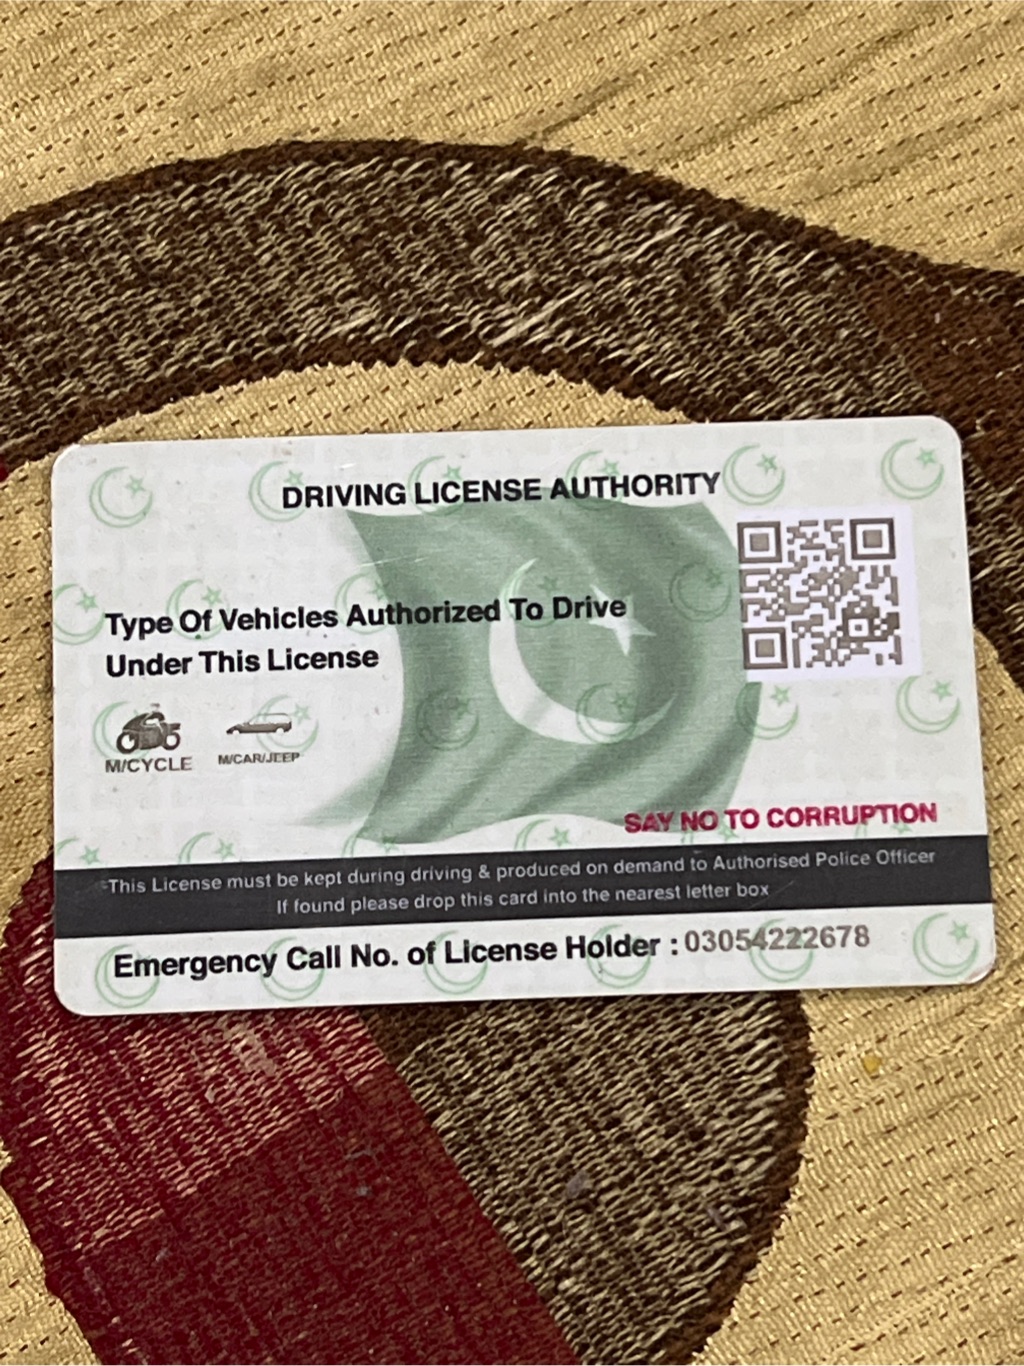 DRIVING LICENSE AUTHORITY
Type Of Vehicles Authorized To Drive
Under This License
M/CYCLE M/CAR/JEEP
SAY NO TO CORRUPTION
This License must be kept during driving & produced on demand to Authorised Police Officer
If found please drop this card into the nearest letter box
Emergency Call No. of License Holder : 03054222678